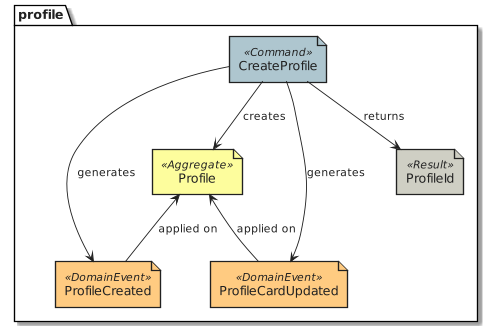 profile
«Command»
CreateProfile
creates
returns
«Aggregate»
Profile
«Result»
ProfileId
generates
generates
applied on
applied on
«DomainEvent»
ProfileCreated
«DomainEvent»
ProfileCardUpdated